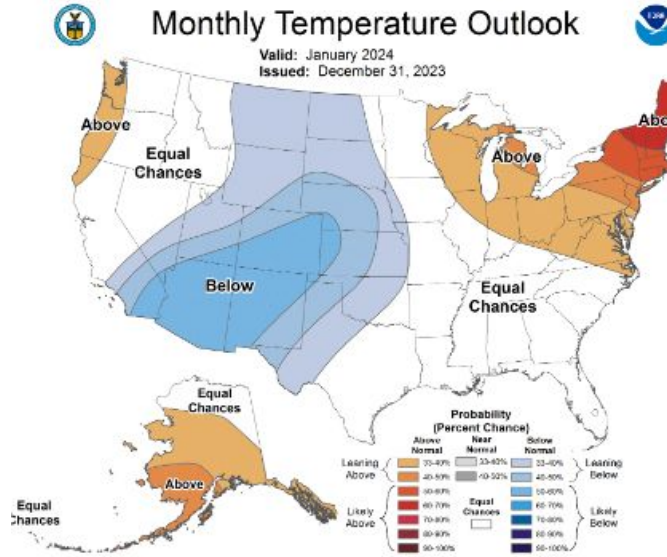 Monthly Temperature Outlook
Valid: January 2024
Issued: December 31, 2023
Above
Equal
Chances
Above
Abo
Below
Equal
Chances
Equal
Chances
Above
Equal
Chances
Probability
(Percent Chance)
Above
Normal
Near
Normal
Below
Normal
Leaning
Above
33-40%
33-40%
33-40%
Leaning
Below
40-50%
40-50%
40-50%
Likely
Above
50-60%
Equal
Chances
50-60%
Likely
Below
60-70%
60-70%
70-80%
70-80%
80-90%
80-90%
90-100%
90-100%